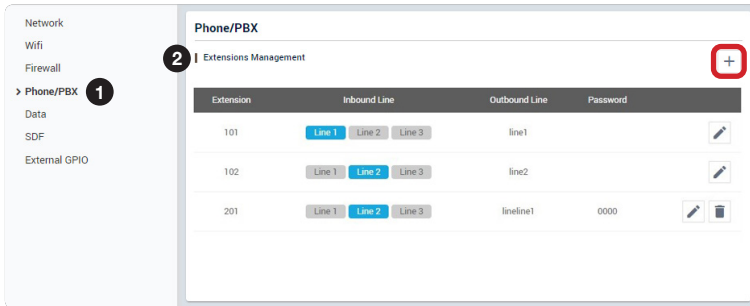 Network
Wifi
Firewall
> Phone/PBX 1
Data
SDF
External GPIO
Phone/PBX
2 Extensions Management +
Extension Inbound Line Outbound Line Password
101 Line 1 Line 2 Line 3 line1
102 Line 1 Line 2 Line 3 line2
201 Line 1 Line 2 Line 3 lineline1 0000